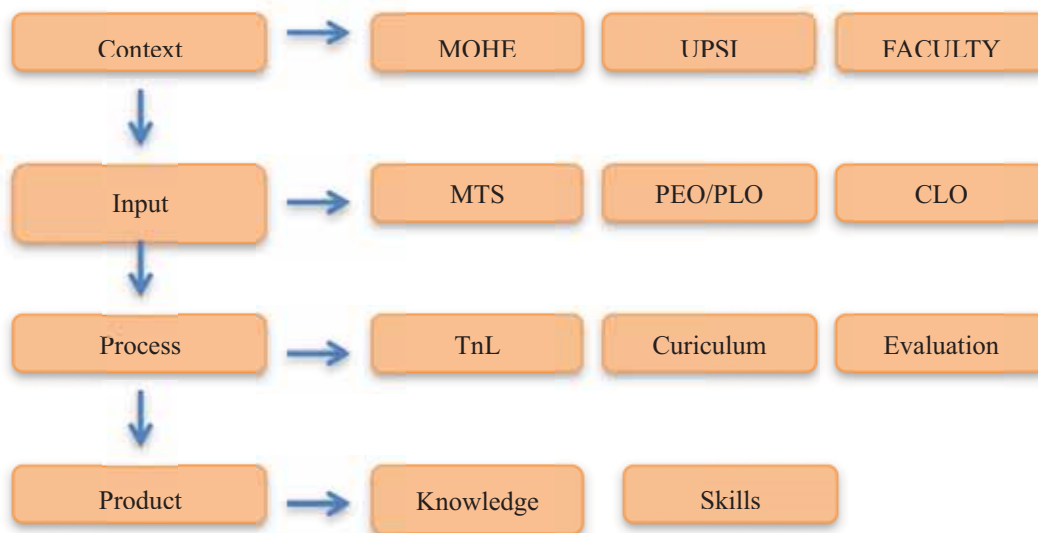 Context
MOHE
UPSI
FACULTY
Input
MTS
PEO/PLO
CLO
Process
TnL
Curiculum
Evaluation
Product
Knowledge
Skills